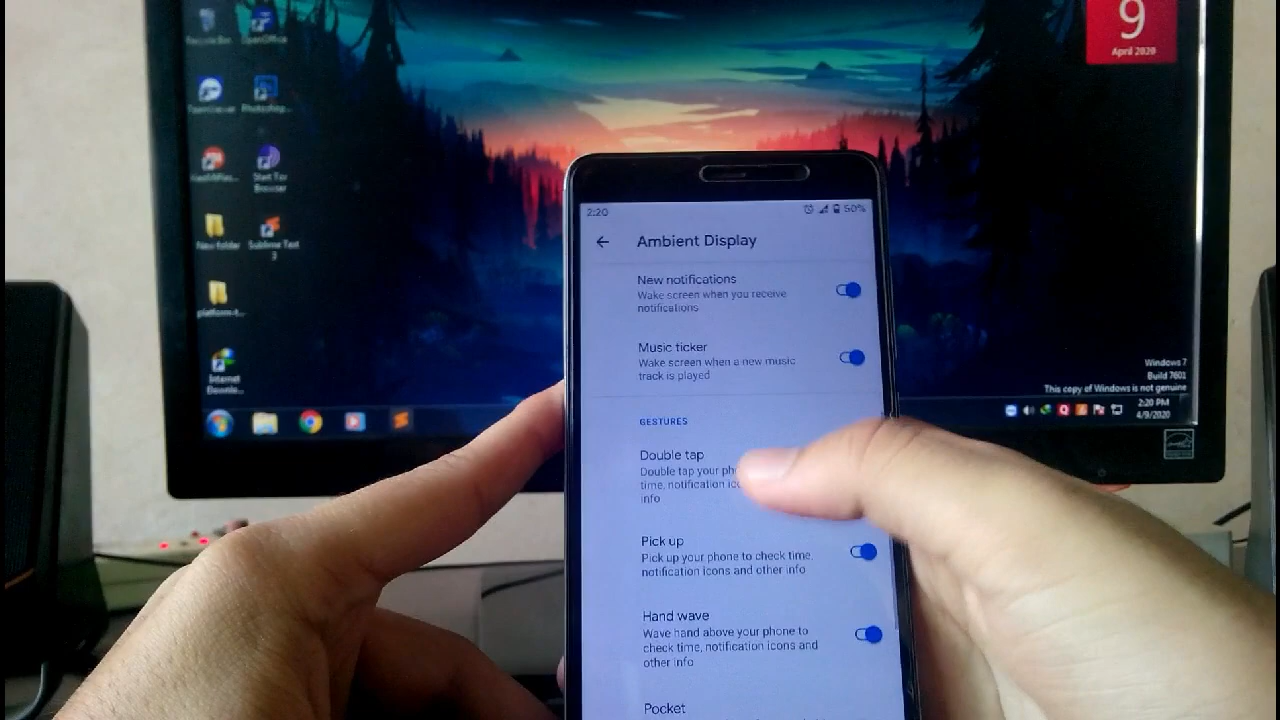 9
April 2020
OpenOffice
Photoshop...
Start Tor
Browser
New folder
Sublime Text
3
platform-t...
Internet
Downlo...
Windows 7
Build 7601
This copy of Windows is not genuine
2:20 PM
4/9/2020
2:20
50%
Ambient Display
New notifications
Wake screen when you receive
notifications
Music ticker
Wake screen when a new music
track is played
GESTURES
Double tap
Double tap your
time, notification
info
Pick up
Pick up your phone to check time,
notification icons and other info
Hand wave
Wave hand above your phone to
check time, notification icons and
other info
Pocket